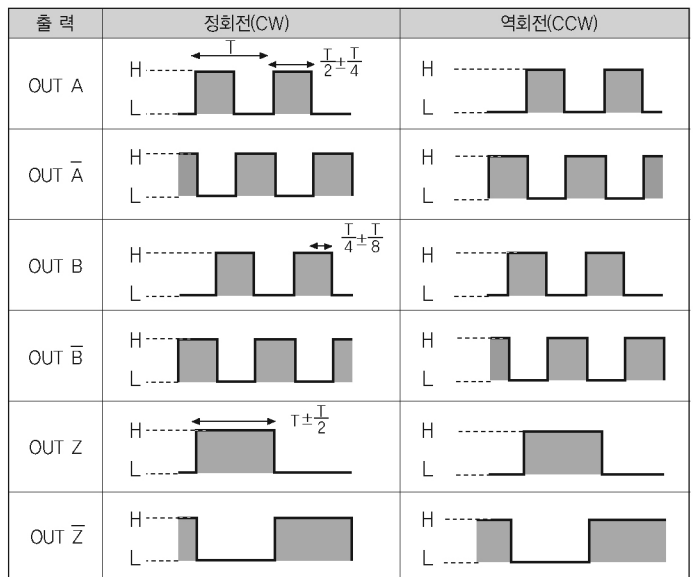 출 력 정회전(CW) 역회전(CCW)
OUT A H L T T/2±T/4 H L
OUT A̅ H L H L
OUT B H L T/4±T/8 H L
OUT B̅ H L H L
OUT Z H L T±T/2 H L
OUT Z̅ H L H L